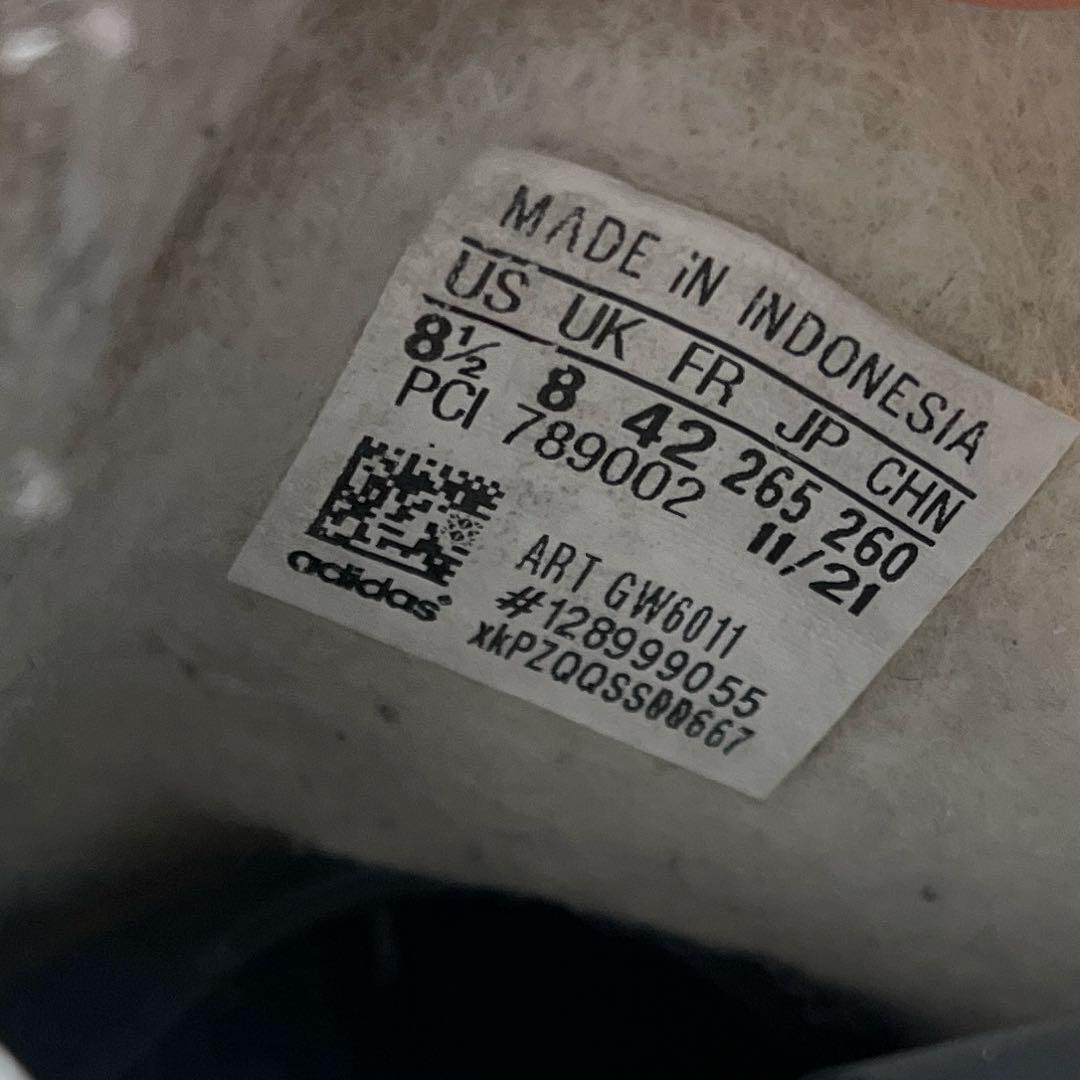 MADE iN INDONESIA
US UK FR JP CHN
8½ 8 42 265 260
PCI 789002 11/21
ART GW6011
#128999055
xkPZQQSS00667
adidas